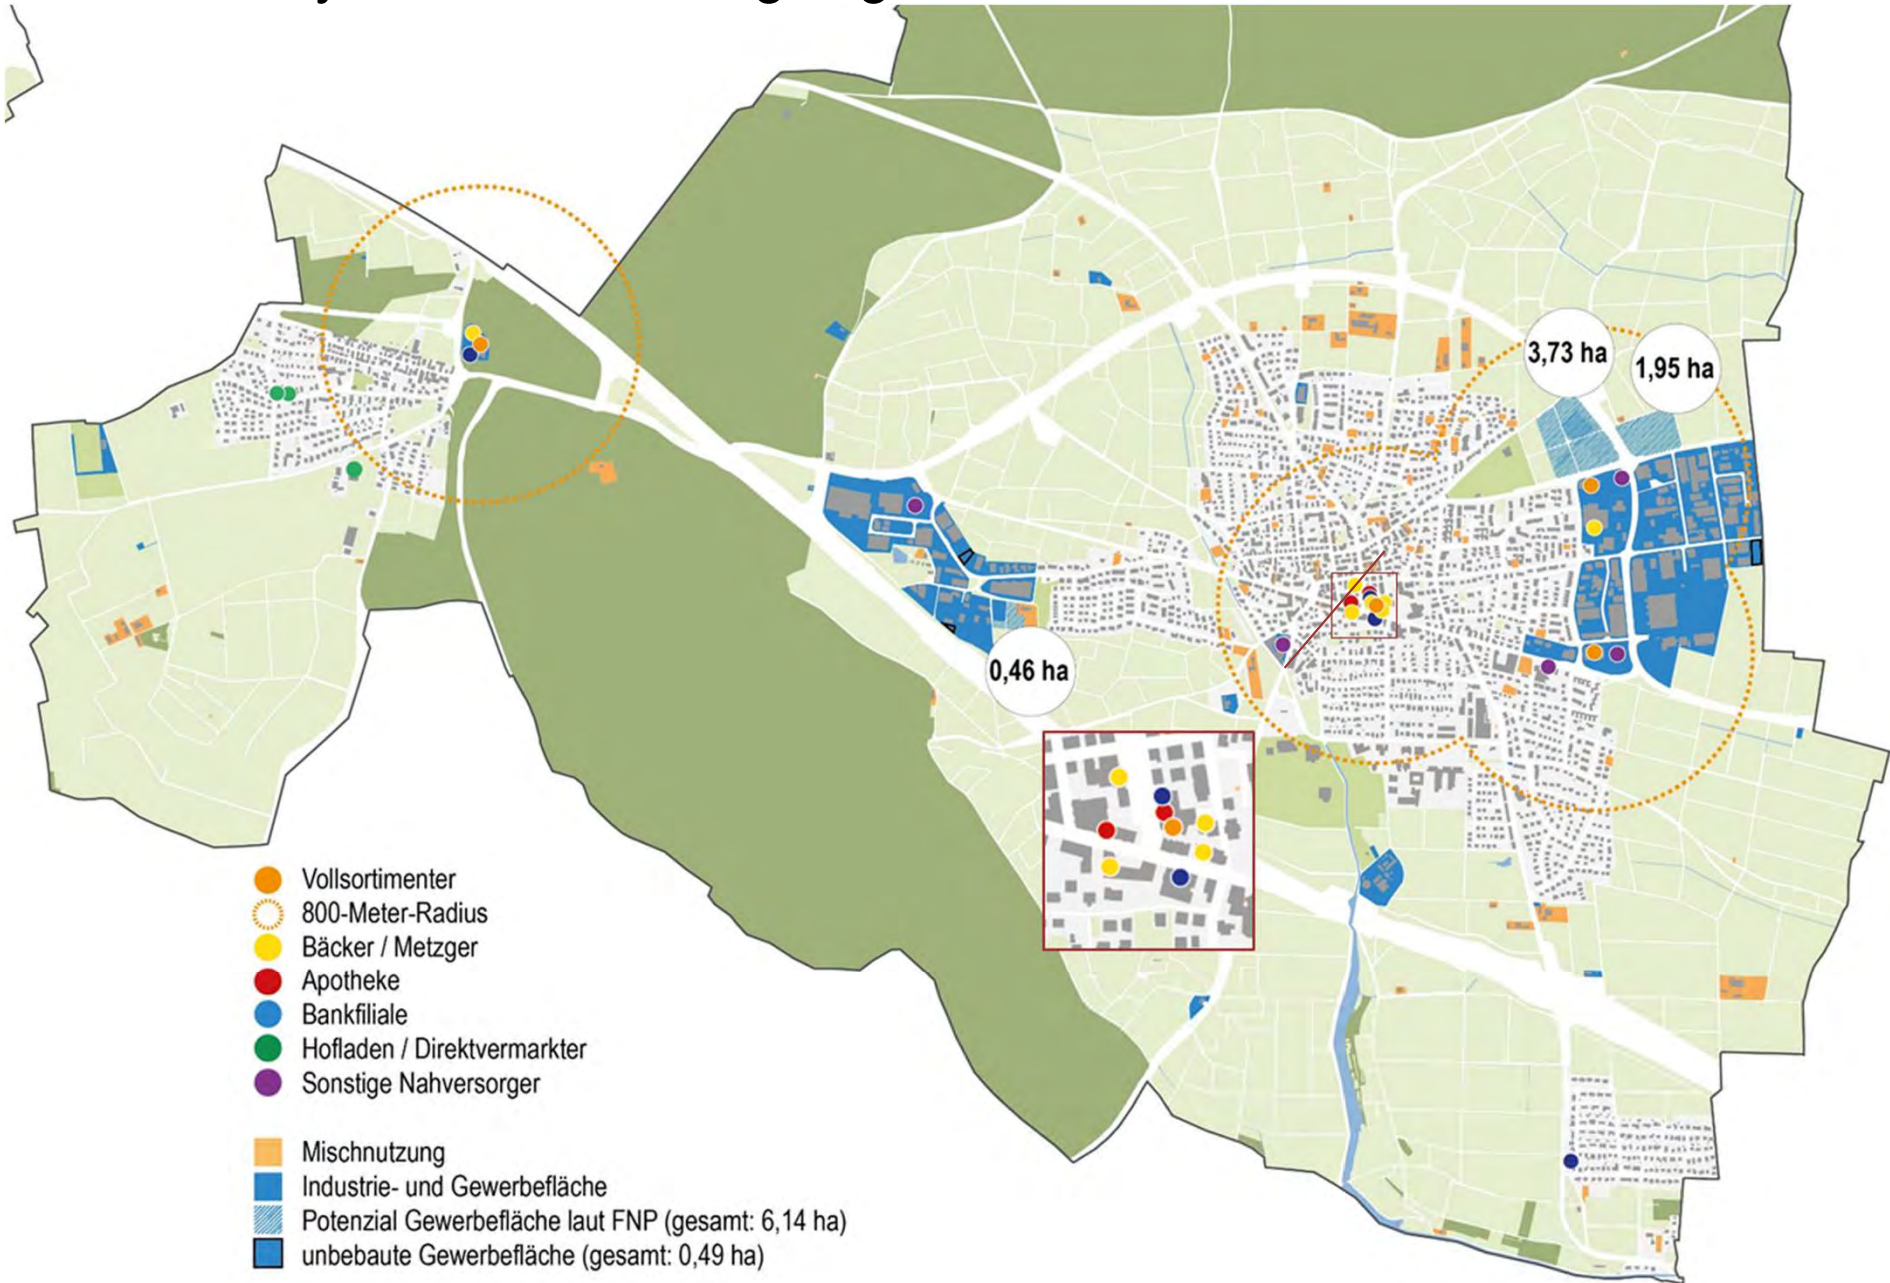 3,73 ha
1,95 ha
0,46 ha
Vollsortimenter
800-Meter-Radius
Bäcker / Metzger
Apotheke
Bankfiliale
Hofladen / Direktvermarkter
Sonstige Nahversorger
Mischnutzung
Industrie- und Gewerbefläche
Potenzial Gewerbefläche laut FNP (gesamt: 6,14 ha)
unbebaute Gewerbefläche (gesamt: 0,49 ha)